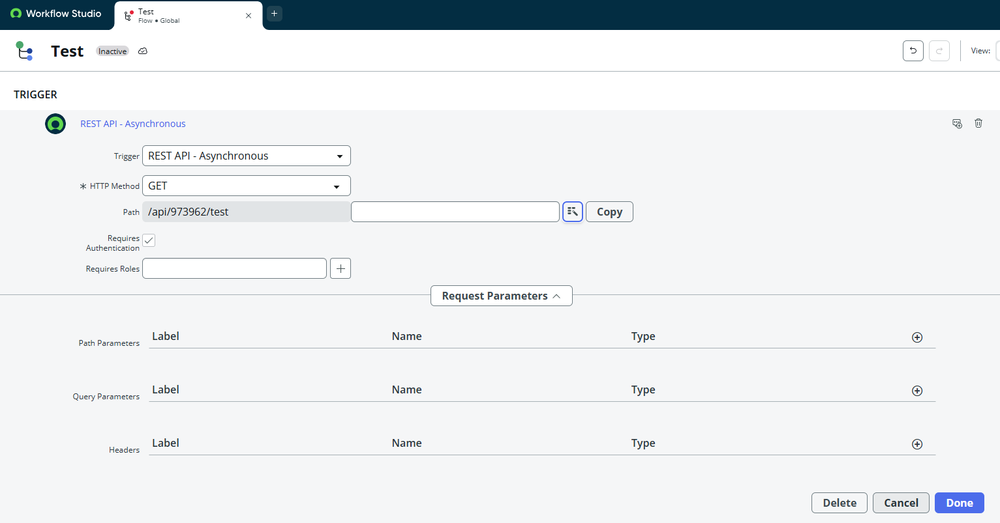 Workflow Studio
Test
Flow • Global
Test
Inactive
View:
TRIGGER
REST API - Asynchronous
Trigger
REST API - Asynchronous
* HTTP Method
GET
Path
/api/973962/test
Copy
Requires
Authentication
Requires Roles
Request Parameters
Path Parameters
Label Name Type
Query Parameters
Label Name Type
Headers
Label Name Type
Delete Cancel Done